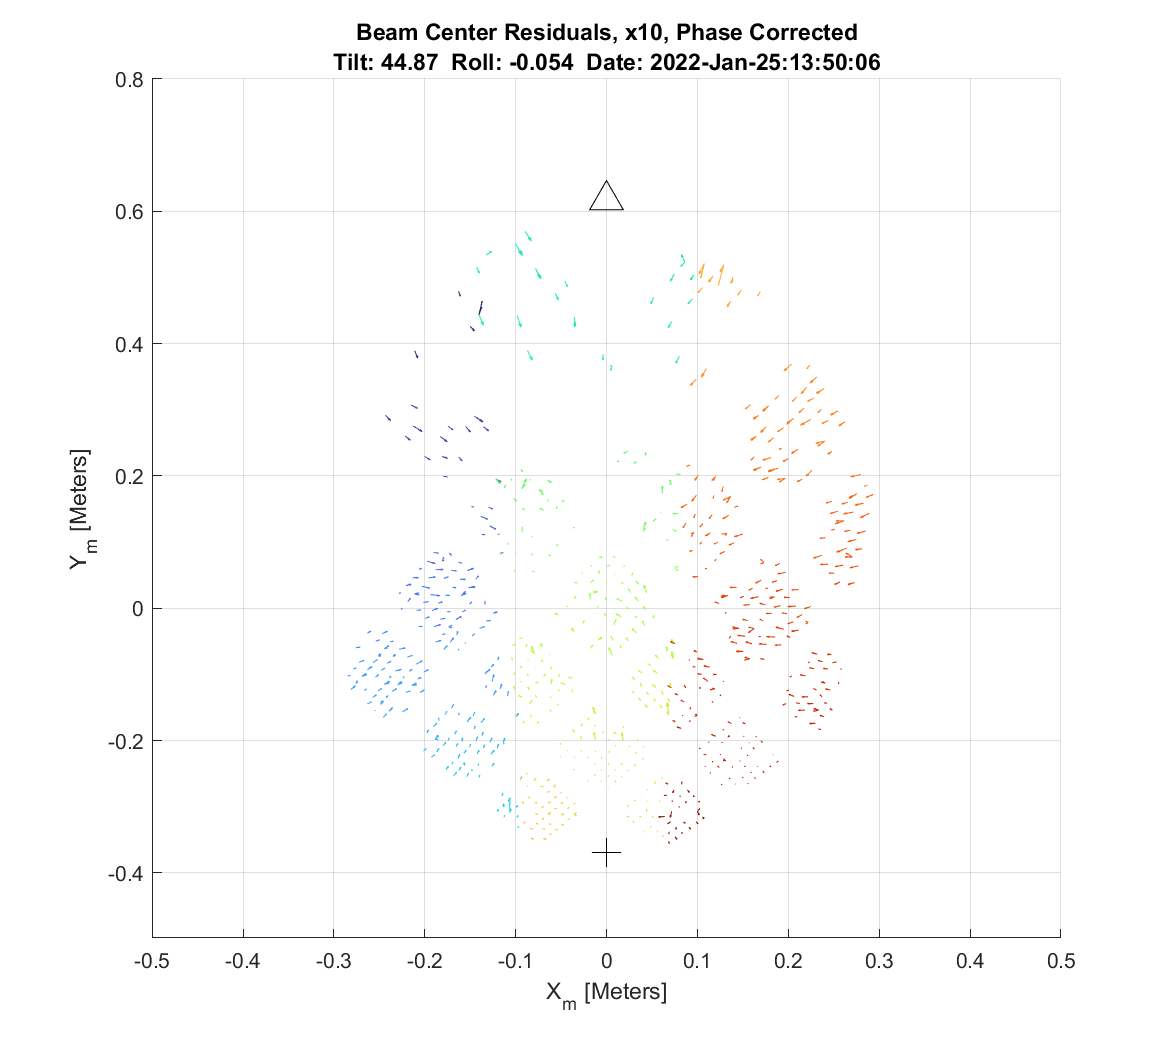 Beam Center Residuals, x10, Phase Corrected
Tilt: 44.87 Roll: -0.054 Date: 2022-Jan-25:13:50:06
0.8
0.6
0.4
0.2
0
-0.2
-0.4
Y_m [Meters]
-0.5 -0.4 -0.3 -0.2 -0.1 0 0.1 0.2 0.3 0.4 0.5
X_m [Meters]